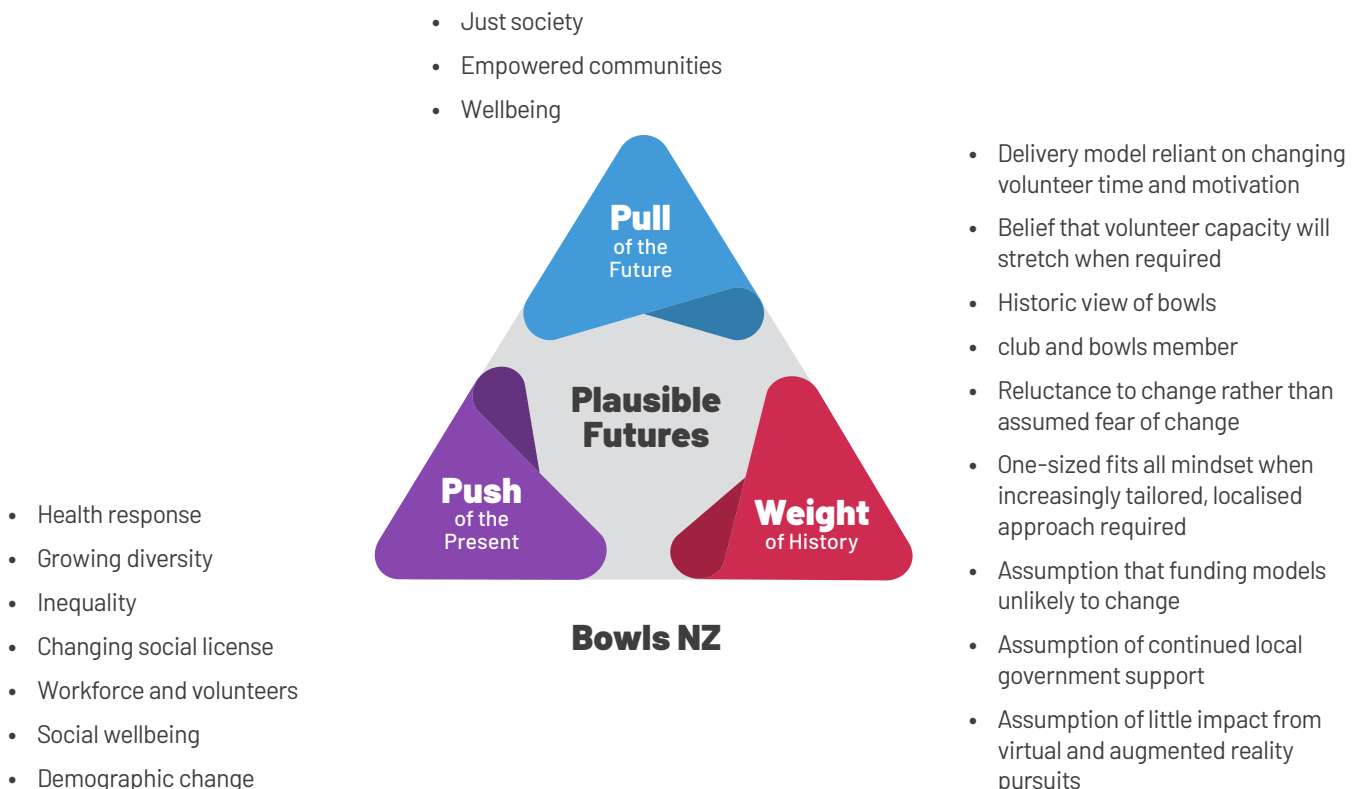 • Just society
• Empowered communities
• Wellbeing
Pull
of the
Future
Plausible
Futures
Push
of the
Present
Weight
of History
Bowls NZ
• Health response
• Growing diversity
• Inequality
• Changing social license
• Workforce and volunteers
• Social wellbeing
• Demographic change
• Delivery model reliant on changing
volunteer time and motivation
• Belief that volunteer capacity will
stretch when required
• Historic view of bowls
• club and bowls member
• Reluctance to change rather than
assumed fear of change
• One-sized fits all mindset when
increasingly tailored, localised
approach required
• Assumption that funding models
unlikely to change
• Assumption of continued local
government support
• Assumption of little impact from
virtual and augmented reality
pursuits